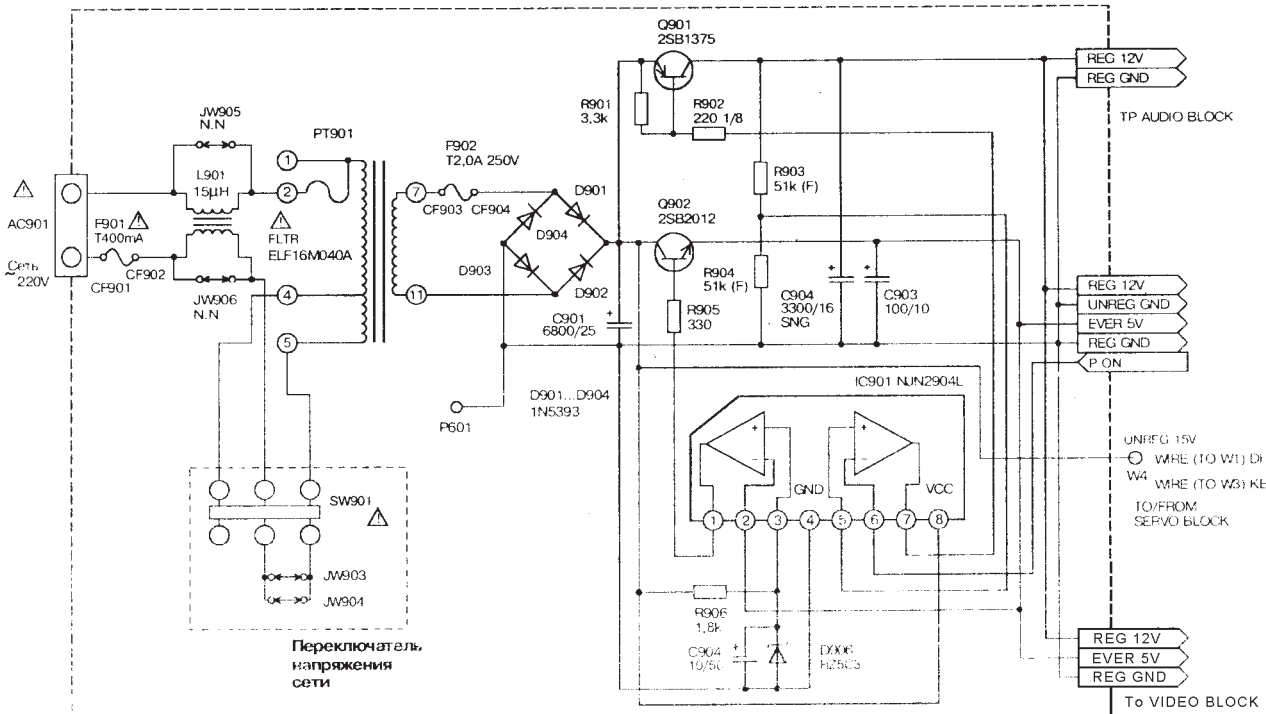 Q901
2SB1375
REG 12V
REG GND
TP AUDIO BLOCK
R901
3,3k
R902
220 1/8
JW905
N.N
PT901
1
L901
15µH
2
F902
T2,0A 250V
7
CF903
CF904
D901
R903
51k (F)
AC901
F901
T400mA
CF902
CF901
Сеть
~220V
FLTR
ELF16M040A
D904
D903
D902
Q902
2SB2012
R904
51k (F)
JW906
N.N
4
11
5
C901
+
6800/25
R905
330
+
C904
3300/16
SNG
+
C903
100/10
REG 12V
UNREG GND
EVER 5V
REG GND
P ON
P601
D901...D904
1N5393
IC901 NJN2904L
+
−
+
−
GND
VCC
1 2 3 4 5 6 7 8
UNREG 15V
W4
WIRE (TO W1) DI
WIRE (TO W3) KE
TO/FROM
SERVO BLOCK
SW901
JW903
JW904
Переключатель
напряжения
сети
R906
1,8k
+
C904
10/50
D906
REG 12V
EVER 5V
REG GND
To VIDEO BLOCK